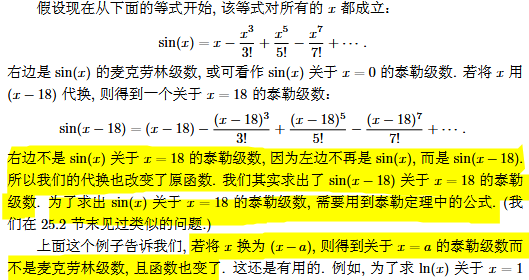 假设现在从下面的等式开始, 该等式对所有的 x 都成立:
sin(x) = x − x³/3! + x⁵/5! − x⁷/7! + ⋯ .
右边是 sin(x) 的麦克劳林级数, 或可看作 sin(x) 关于 x = 0 的泰勒级数. 若将 x 用
(x − 18) 代换, 则得到一个关于 x = 18 的泰勒级数:
sin(x − 18) = (x − 18) − (x − 18)³/3! + (x − 18)⁵/5! − (x − 18)⁷/7! + ⋯ .
右边不是 sin(x) 关于 x = 18 的泰勒级数, 因为左边不再是 sin(x), 而是 sin(x − 18).
所以我们的代换也改变了原函数. 我们其实求出了 sin(x − 18) 关于 x = 18 的泰勒
级数. 为了求出 sin(x) 关于 x = 18 的泰勒级数, 需要用到泰勒定理中的公式. (我
们在 25.2 节末见过类似的问题.)
上面这个例子告诉我们, 若将 x 换为 (x − a), 则得到关于 x = a 的泰勒级数而
不是麦克劳林级数, 且函数也变了. 这还是有用的. 例如, 为了求 ln(x) 关于 x = 1